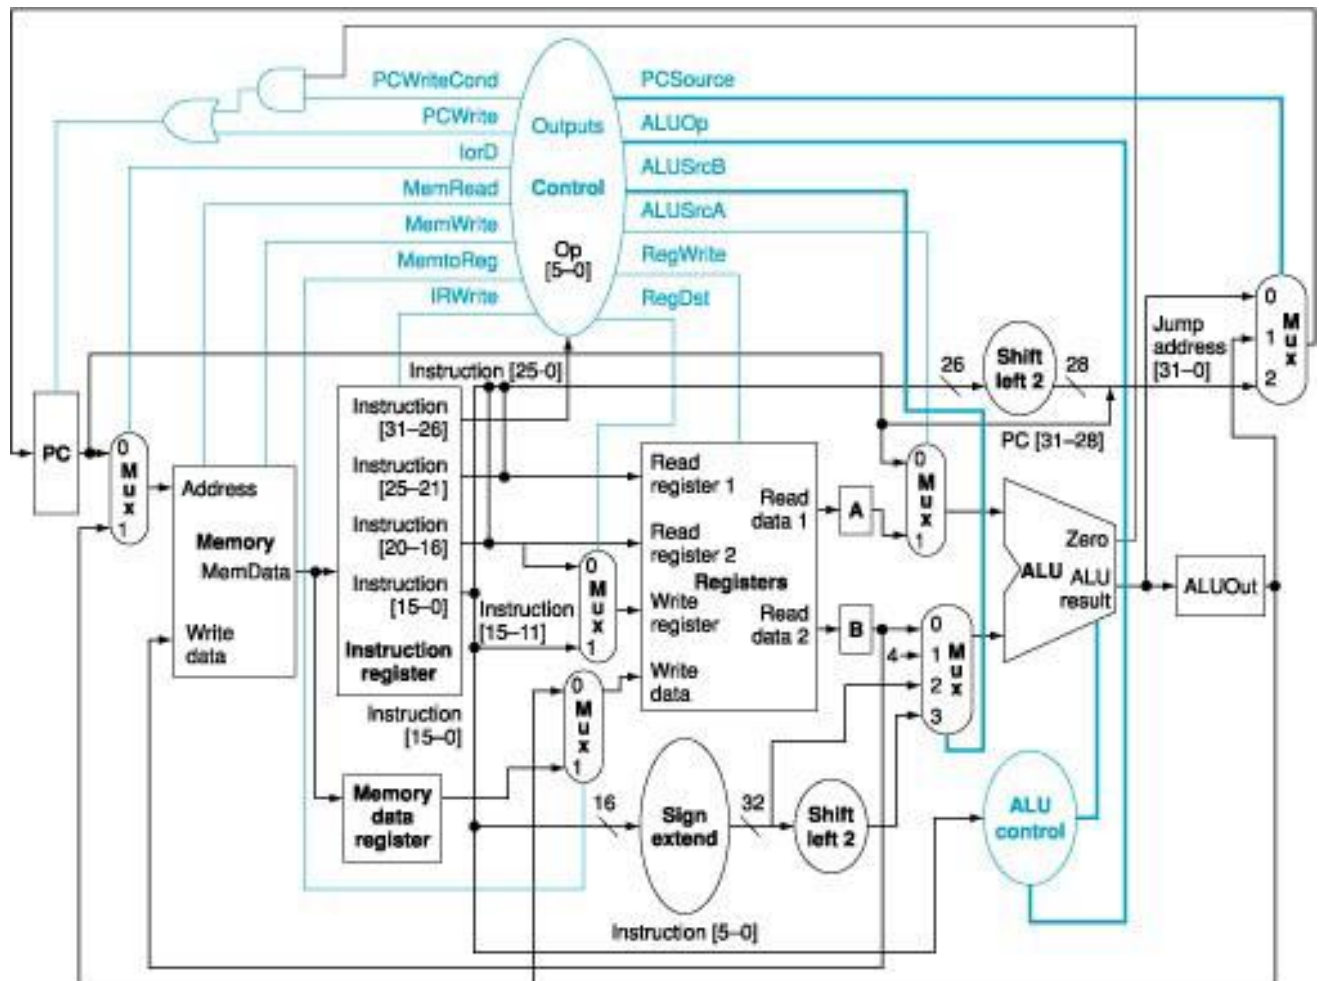 PCWriteCond
PCWrite
IorD
MemRead
MemWrite
MemtoReg
IRWrite
Outputs
Control
Op
[5–0]
PCSource
ALUOp
ALUSrcB
ALUSrcA
RegWrite
RegDst
Instruction [25-0]
26
Shift
left 2
28
Jump
address
[31–0]
0
1
2
M
u
x
PC [31–28]
PC
0
M
u
x
1
Address
Memory
MemData
Write
data
Instruction
[31–26]
Instruction
[25–21]
Instruction
[20–16]
Instruction
[15–0]
Instruction
register
Instruction
[15–0]
Instruction
[15–11]
0
M
u
x
1
0
M
u
x
1
Memory
data
register
Read
register 1
Read
register 2
Registers
Write
register
Write
data
Read
data 1
Read
data 2
A
B
0
M
u
x
1
4
0
1
2
3
M
u
x
Zero
ALU
ALU
result
ALUOut
16
Sign
extend
32
Shift
left 2
ALU
control
Instruction [5–0]